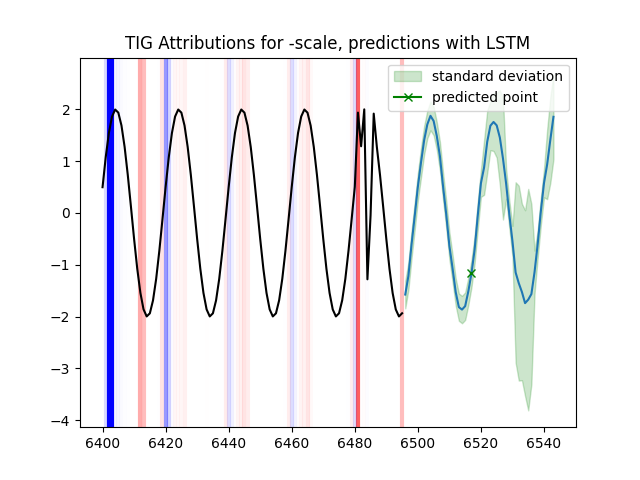 TIG Attributions for -scale, predictions with LSTM
standard deviation
predicted point
2
1
0
−1
−2
−3
−4
6400 6420 6440 6460 6480 6500 6520 6540